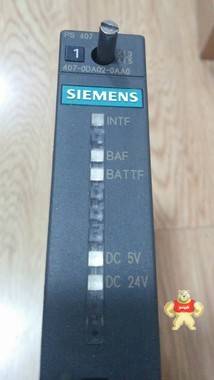 PS 407
1
407-0DA02-0AA0
SIEMENS
INTF
BAF
BATTF
DC 5V
DC 24V